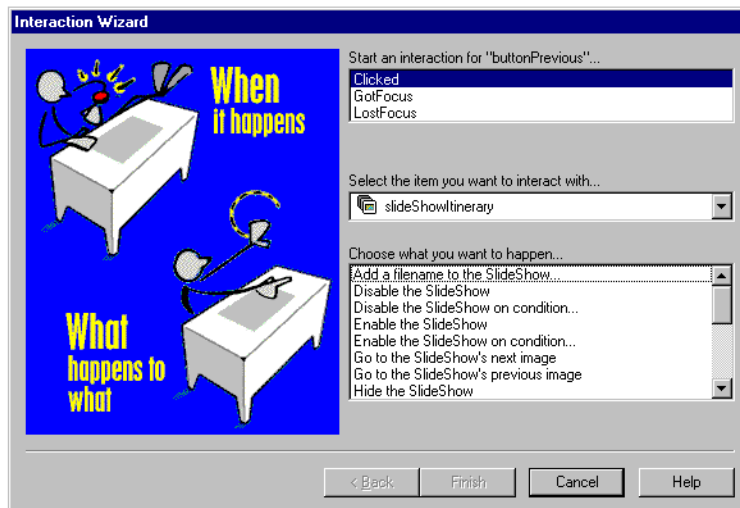 Interaction Wizard
When
it happens
What
happens to
what
Start an interaction for "buttonPrevious"...
Clicked
GotFocus
LostFocus
Select the item you want to interact with...
slideShowItinerary
Choose what you want to happen...
Add a filename to the SlideShow...
Disable the SlideShow
Disable the SlideShow on condition...
Enable the SlideShow
Enable the SlideShow on condition...
Go to the SlideShow's next image
Go to the SlideShow's previous image
Hide the SlideShow
< Back
Finish
Cancel
Help